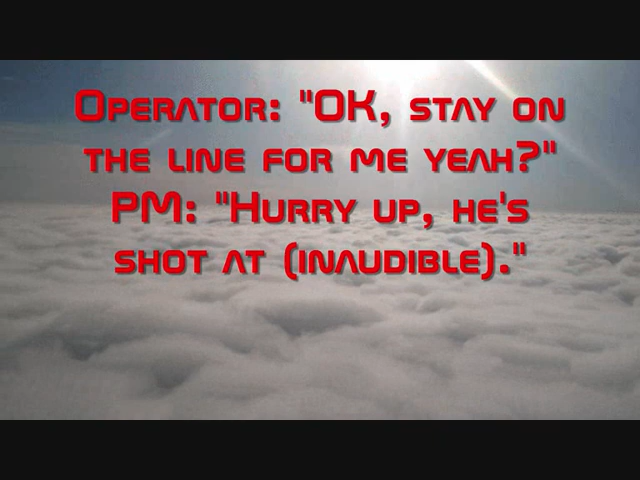 Operator: "OK, stay on
the line for me yeah?"
PM: "Hurry up, he's
shot at (inaudible)."